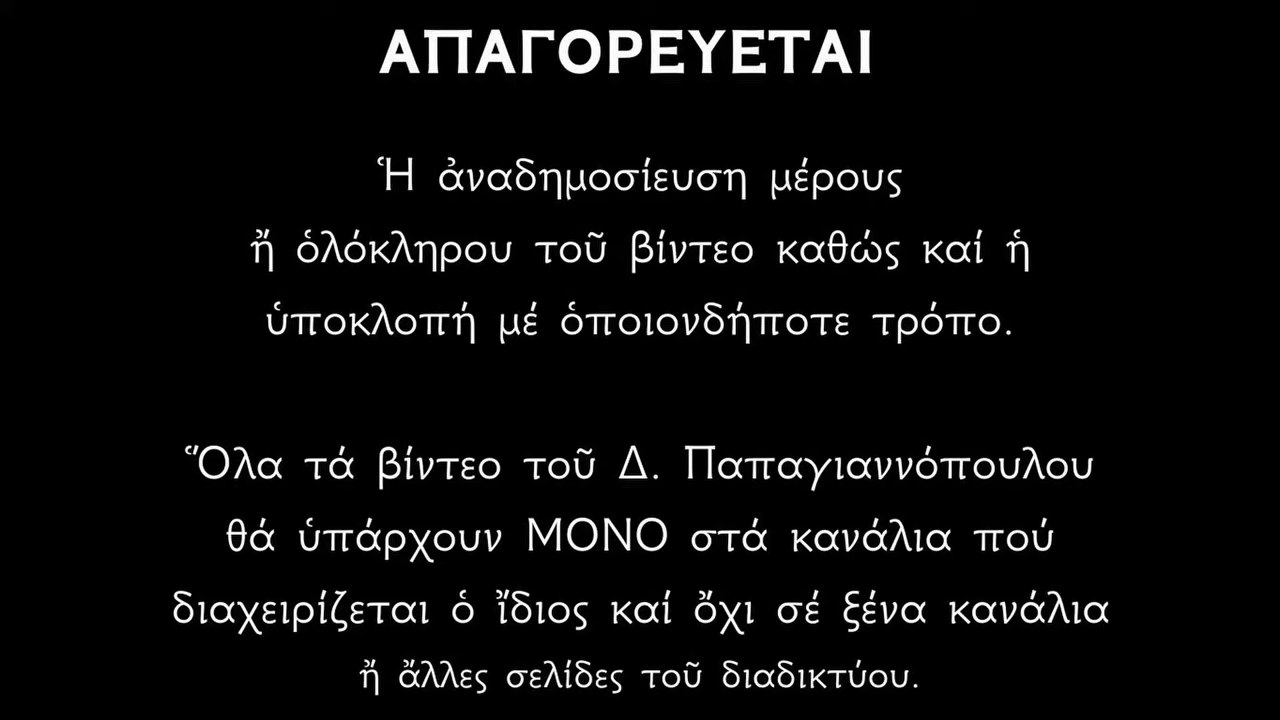 ΑΠΑΓΟΡΕΥΕΤΑΙ
Ἡ ἀναδημοσίευση μέρους
ἤ ὁλόκληρου τοῦ βίντεο καθώς καί ἡ
ὑποκλοπή μέ ὁποιονδήποτε τρόπο.
Ὅλα τά βίντεο τοῦ Δ. Παπαγιαννόπουλου
θά ὑπάρχουν ΜΟΝΟ στά κανάλια πού
διαχειρίζεται ὁ ἴδιος καί ὄχι σέ ξένα κανάλια
ἤ ἄλλες σελίδες τοῦ διαδικτύου.